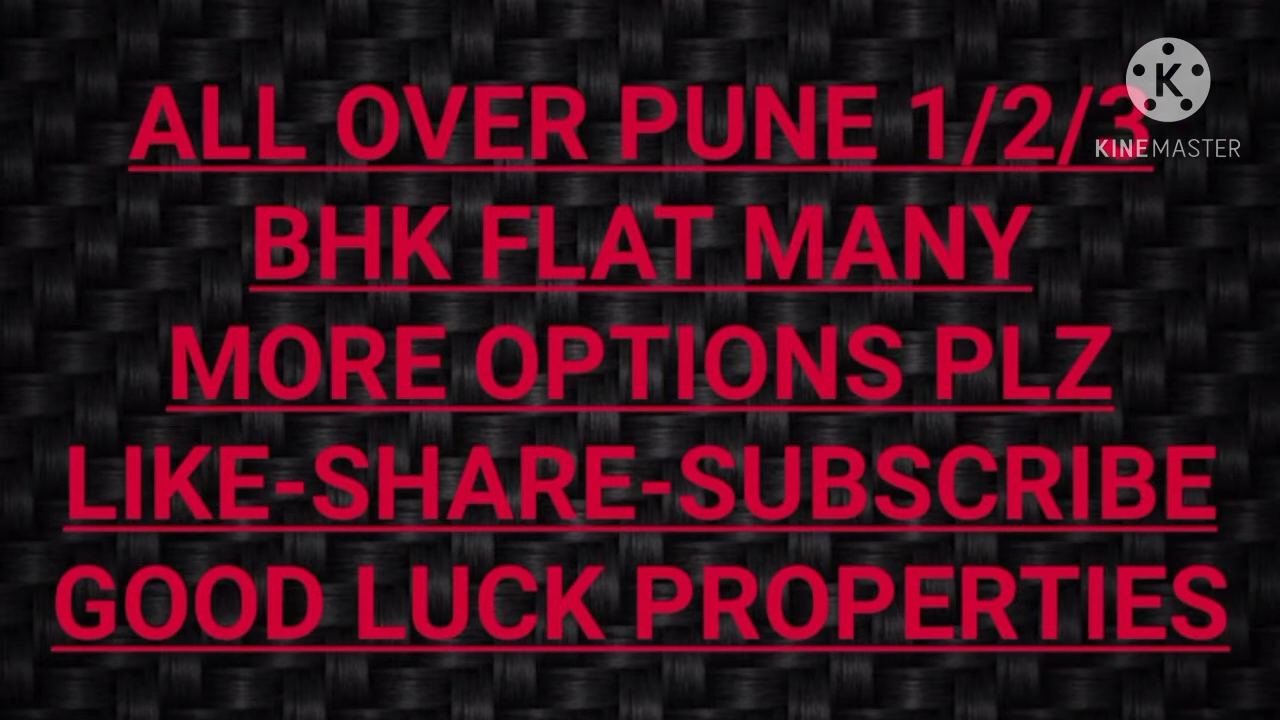 ALL OVER PUNE 1/2/3
BHK FLAT MANY
MORE OPTIONS PLZ
LIKE-SHARE-SUBSCRIBE
GOOD LUCK PROPERTIES
K
KINEMASTER